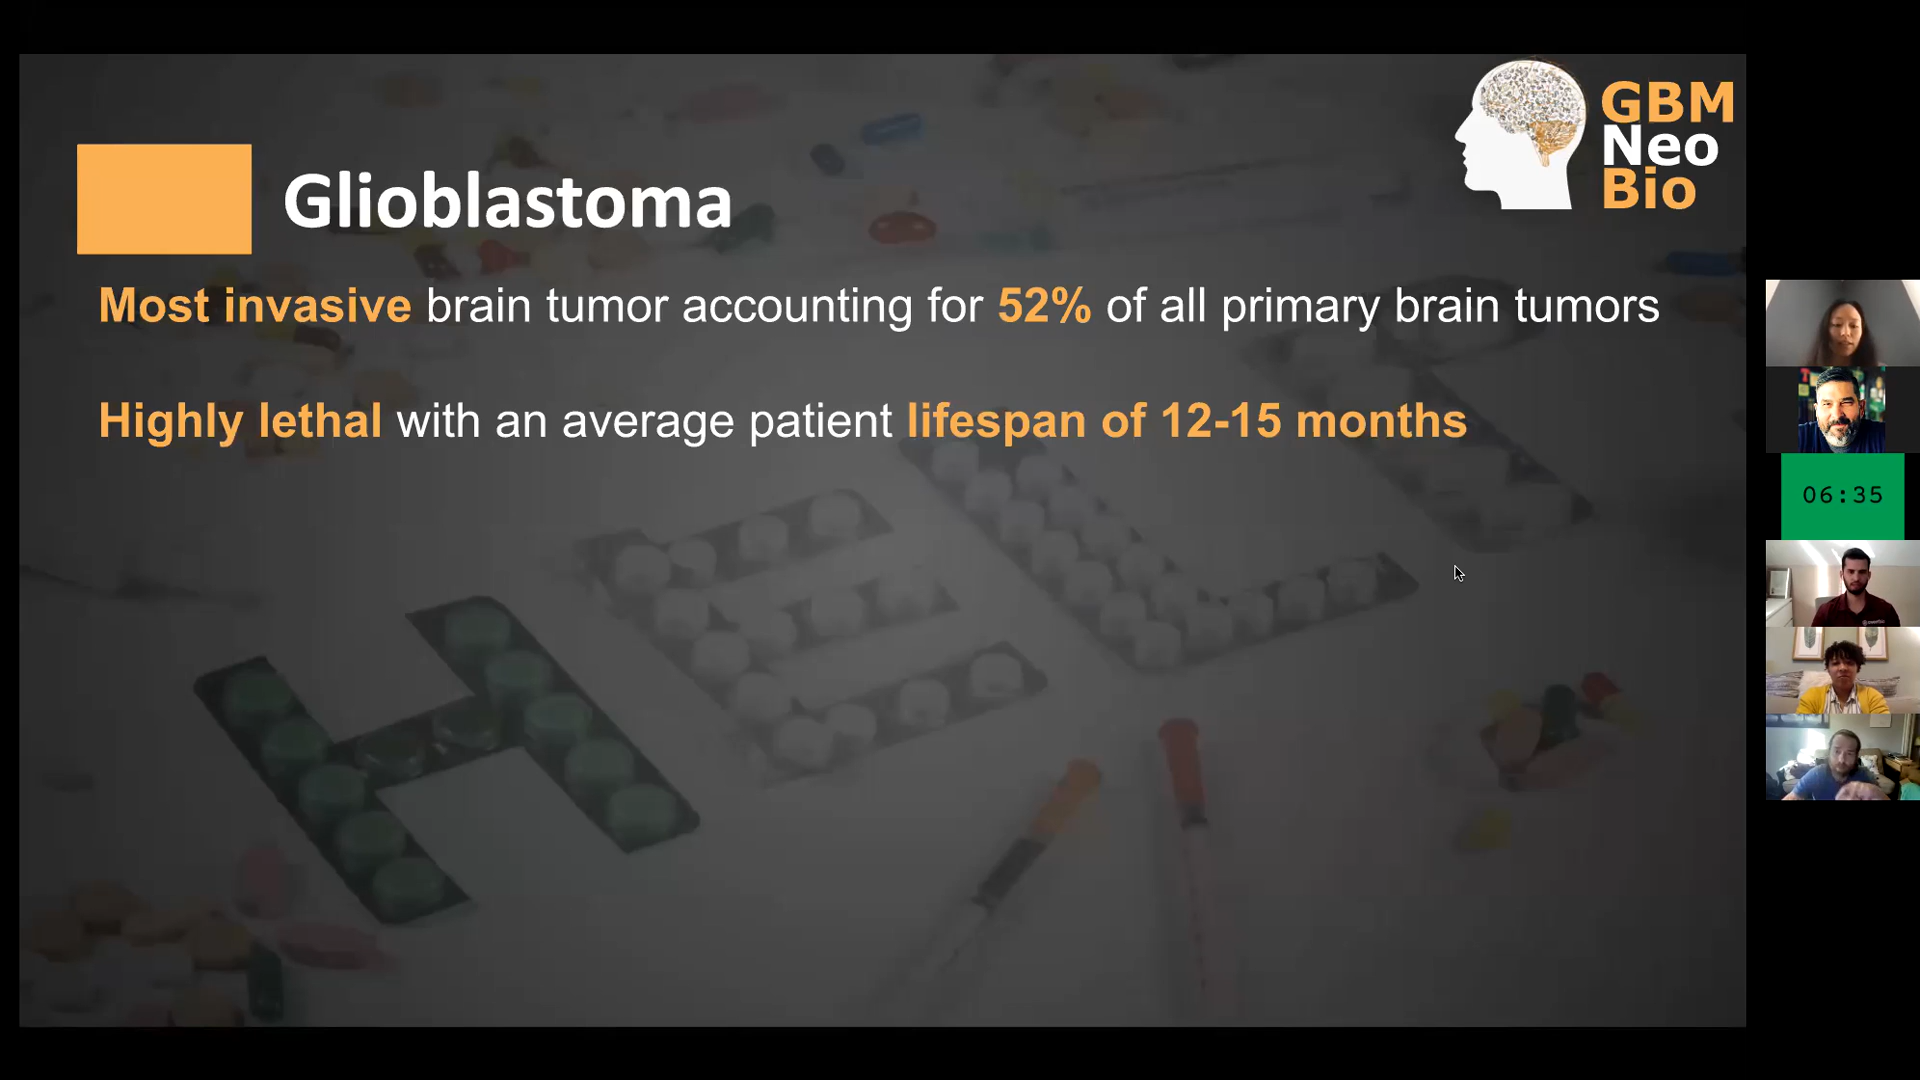 GBM
Neo
Bio
Glioblastoma
Most invasive brain tumor accounting for 52% of all primary brain tumors
Highly lethal with an average patient lifespan of 12-15 months
HELP
06:35